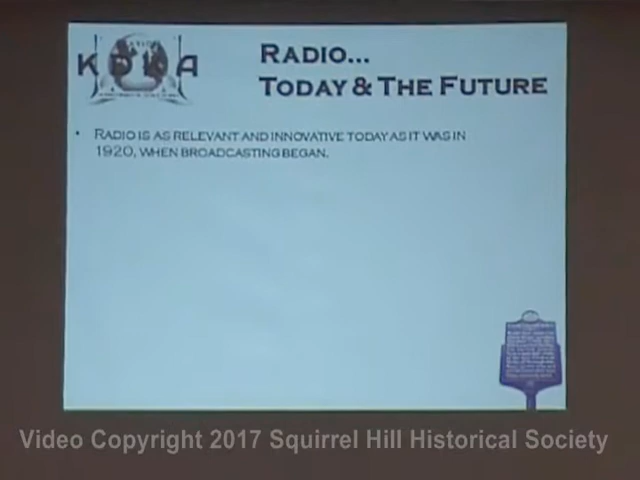 KDKA
RADIO...
TODAY & THE FUTURE
• RADIO IS AS RELEVANT AND INNOVATIVE TODAY AS IT WAS IN
1920, WHEN BROADCASTING BEGAN.
Video Copyright 2017 Squirrel Hill Historical Society